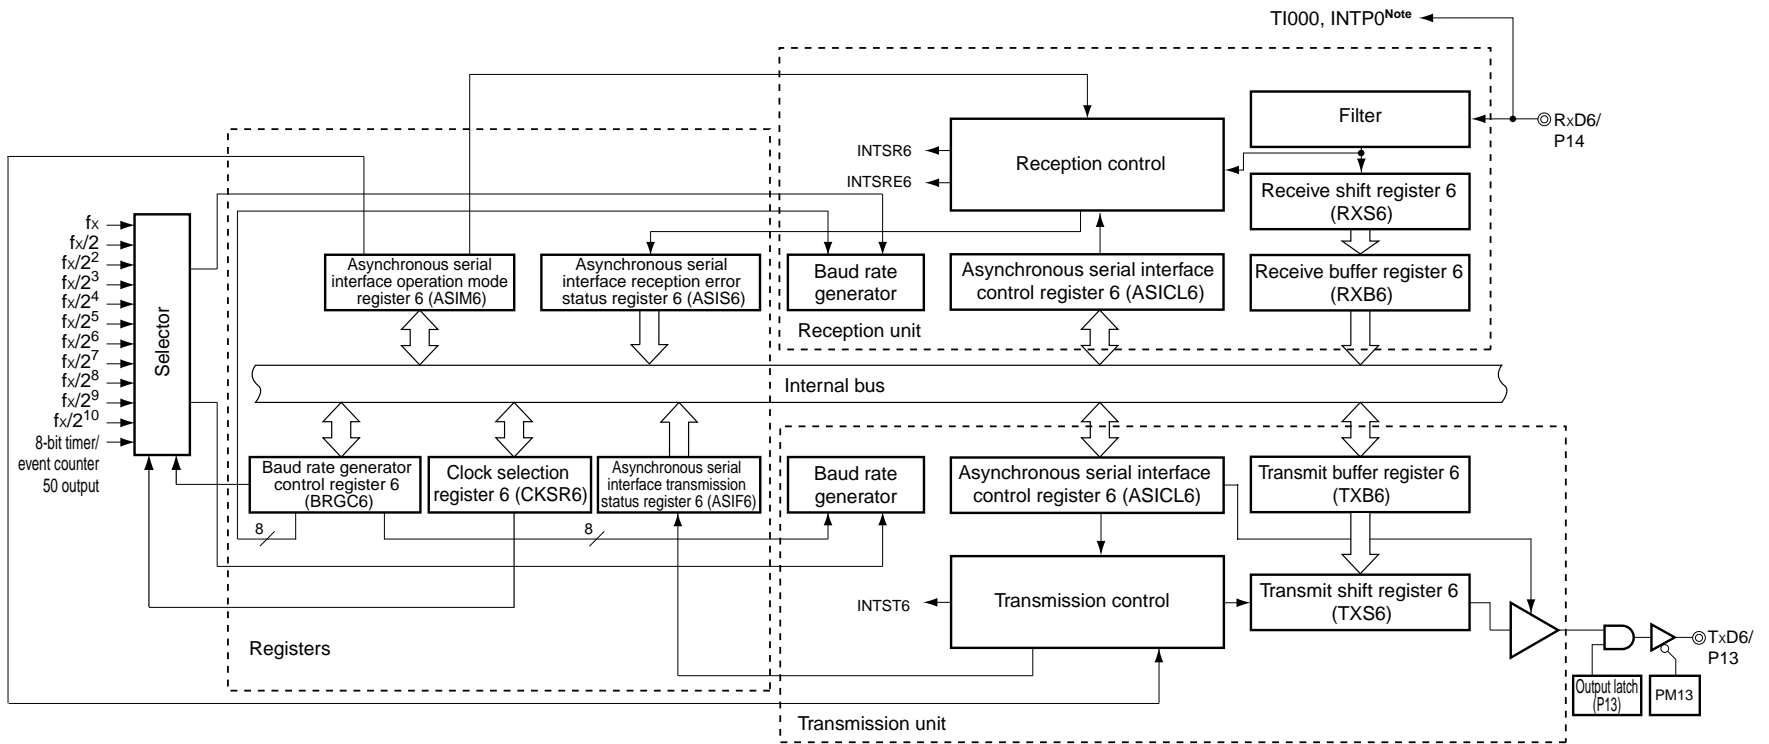 TI000, INTP0Note
Filter
RxD6/
P14
Reception control
INTSR6
INTSRE6
Receive shift register 6
(RXS6)
fx
fx/2
fx/2²
fx/2³
fx/2⁴
fx/2⁵
fx/2⁶
fx/2⁷
fx/2⁸
fx/2⁹
fx/2¹⁰
8-bit timer/
event counter
50 output
Selector
Asynchronous serial
interface operation mode
register 6 (ASIM6)
Asynchronous serial
interface reception error
status register 6 (ASIS6)
Baud rate
generator
Asynchronous serial interface
control register 6 (ASICL6)
Receive buffer register 6
(RXB6)
Reception unit
Internal bus
Baud rate generator
control register 6
(BRGC6)
Clock selection
register 6 (CKSR6)
Asynchronous serial
interface transmission
status register 6 (ASIF6)
Baud rate
generator
Asynchronous serial interface
control register 6 (ASICL6)
Transmit buffer register 6
(TXB6)
8
8
INTST6
Transmission control
Transmit shift register 6
(TXS6)
Registers
TxD6/
P13
Output latch
(P13)
PM13
Transmission unit